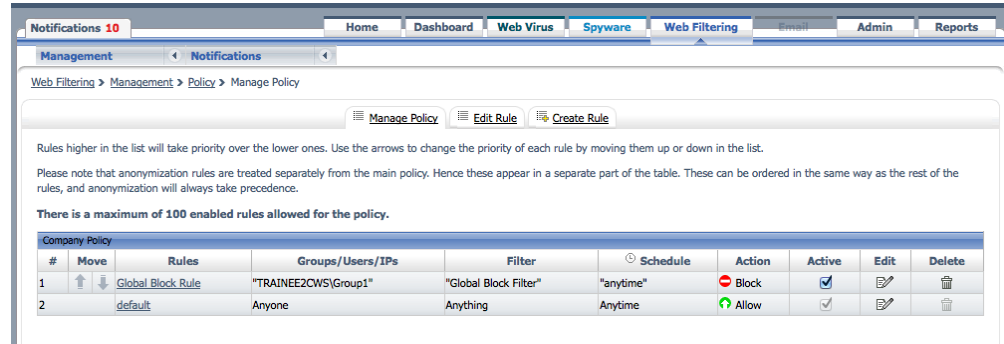 Notifications 10
Home Dashboard Web Virus Spyware Web Filtering Email Admin Reports
Management Notifications
Web Filtering > Management > Policy > Manage Policy
Manage Policy Edit Rule Create Rule
Rules higher in the list will take priority over the lower ones. Use the arrows to change the priority of each rule by moving them up or down in the list.
Please note that anonymization rules are treated separately from the main policy. Hence these appear in a separate part of the table. These can be ordered in the same way as the rest of the
rules, and anonymization will always take precedence.
There is a maximum of 100 enabled rules allowed for the policy.
Company Policy
# Move Rules Groups/Users/IPs Filter Schedule Action Active Edit Delete
1 Global Block Rule "TRAINEE2CWS\Group1" "Global Block Filter" "anytime" Block
2 default Anyone Anything Anytime Allow